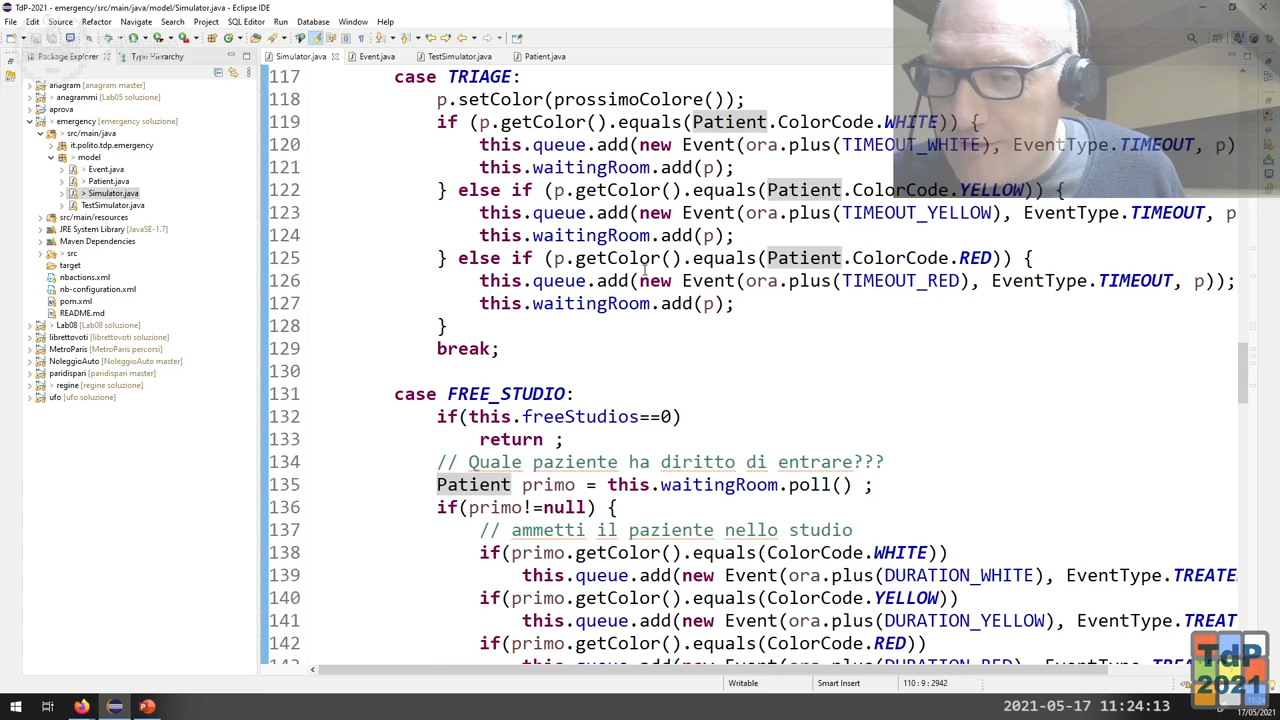 TdP-2021 - emergency/src/main/java/model/Simulator.java - Eclipse IDE
File Edit Source Refactor Navigate Search Project SQL Editor Run Database Window Help
Package Explorer Type Hierarchy
Simulator.java Event.java TestSimulator.java Patient.java
anagram [anagram master]
> anagrammi [Lab05 soluzione]
aprova
> emergency [emergency soluzione]
> src/main/java
it.polito.tdp.emergency
> model
> Event.java
> Patient.java
> Simulator.java
TestSimulator.java
src/main/resources
JRE System Library [JavaSE-1.7]
Maven Dependencies
> src
target
nbactions.xml
nb-configuration.xml
pom.xml
README.md
> Lab08 [Lab08 soluzione]
librettovoti [librettovoti soluzione]
MetroParis [MetroParis percorsi]
NoleggioAuto [NoleggioAuto master]
paridispari [paridispari master]
> regine [regine soluzione]
ufo [ufo soluzione]
117 case TRIAGE:
118 p.setColor(prossimoColore());
119 if (p.getColor().equals(Patient.ColorCode.WHITE)) {
120 this.queue.add(new Event(ora.plus(TIMEOUT_WHITE), EventType.TIMEOUT, p)
121 this.waitingRoom.add(p);
122 } else if (p.getColor().equals(Patient.ColorCode.YELLOW)) {
123 this.queue.add(new Event(ora.plus(TIMEOUT_YELLOW), EventType.TIMEOUT, p
124 this.waitingRoom.add(p);
125 } else if (p.getColor().equals(Patient.ColorCode.RED)) {
126 this.queue.add(new Event(ora.plus(TIMEOUT_RED), EventType.TIMEOUT, p));
127 this.waitingRoom.add(p);
128 }
129 break;
130
131 case FREE_STUDIO:
132 if(this.freeStudios==0)
133 return ;
134 // Quale paziente ha diritto di entrare???
135 Patient primo = this.waitingRoom.poll() ;
136 if(primo!=null) {
137 // ammetti il paziente nello studio
138 if(primo.getColor().equals(ColorCode.WHITE))
139 this.queue.add(new Event(ora.plus(DURATION_WHITE), EventType.TREATE
140 if(primo.getColor().equals(ColorCode.YELLOW))
141 this.queue.add(new Event(ora.plus(DURATION_YELLOW), EventType.TREAT
142 if(primo.getColor().equals(ColorCode.RED))
Writable Smart Insert 110 : 9 : 2942
TdP
2021
2021-05-17 11:24:13
17/05/2021